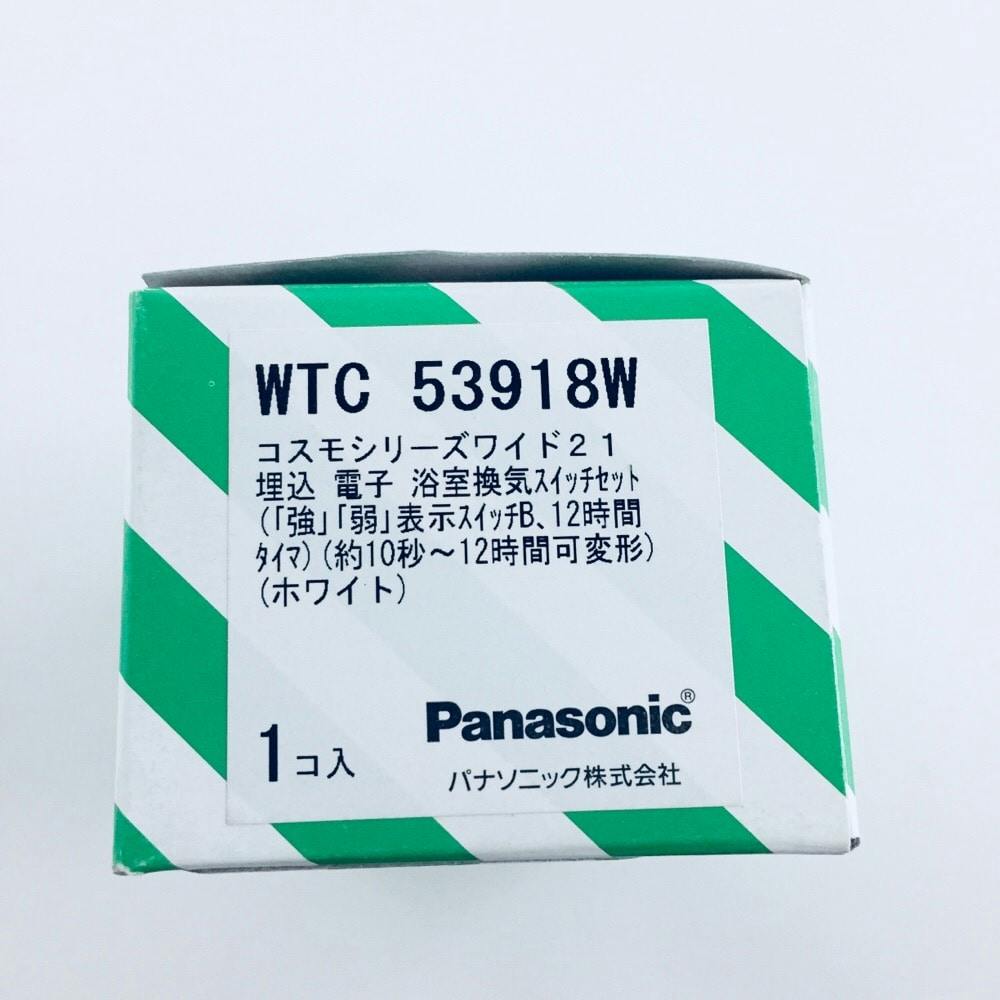 WTC 53918W
コスモシリーズワイド２１
埋込 電子 浴室換気ｽｲｯﾁｾｯﾄ
(｢強｣｢弱｣表示ｽｲｯﾁB､12時間
ﾀｲﾏ)(約10秒～12時間可変形)
(ホワイト)
1コ入
Panasonic®
パナソニック株式会社